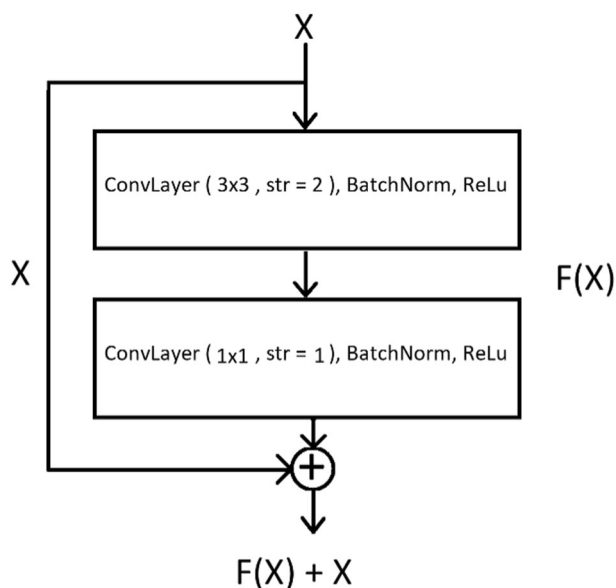 X
ConvLayer ( 3x3 , str = 2 ), BatchNorm, ReLu
X
F(X)
ConvLayer ( 1x1 , str = 1 ), BatchNorm, ReLu
+
F(X) + X